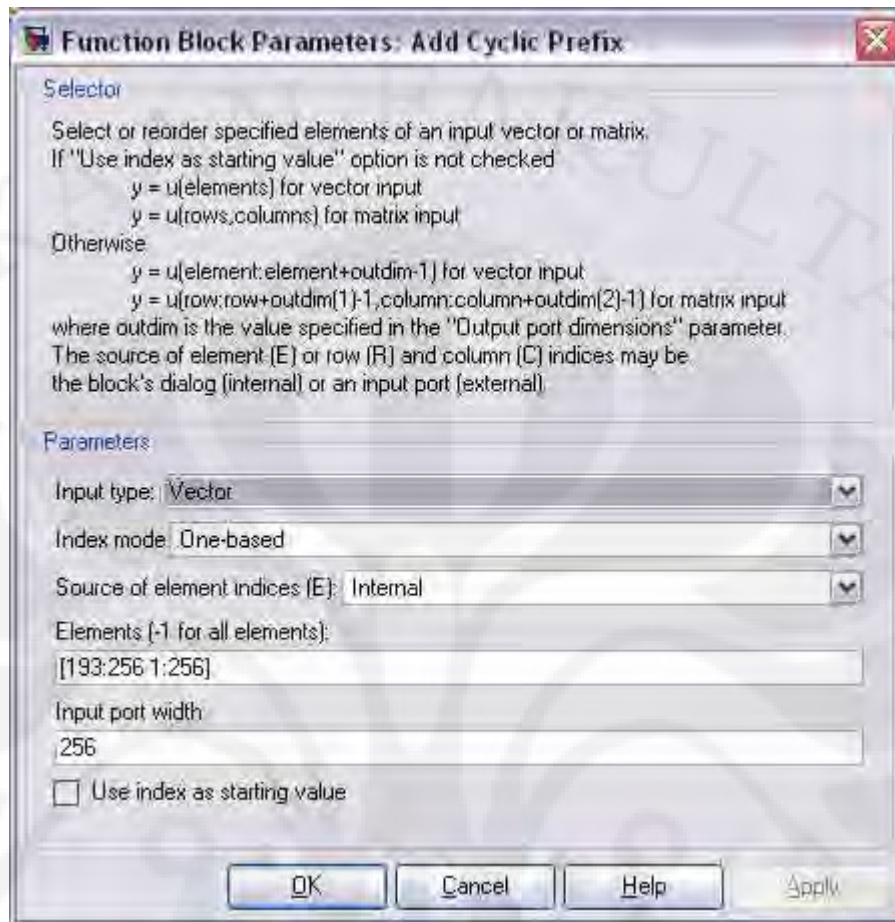 Function Block Parameters: Add Cyclic Prefix
Selector
Select or reorder specified elements of an input vector or matrix.
If "Use index as starting value" option is not checked
y = u(elements) for vector input
y = u(rows,columns) for matrix input
Otherwise
y = u(element:element+outdim-1) for vector input
y = u(row:row+outdim(1)-1,column:column+outdim(2)-1) for matrix input
where outdim is the value specified in the "Output port dimensions" parameter.
The source of element (E) or row (R) and column (C) indices may be
the block's dialog (internal) or an input port (external).
Parameters
Input type: Vector
Index mode: One-based
Source of element indices (E): Internal
Elements (-1 for all elements):
[193:256 1:256]
Input port width
256
Use index as starting value
OK Cancel Help Apply